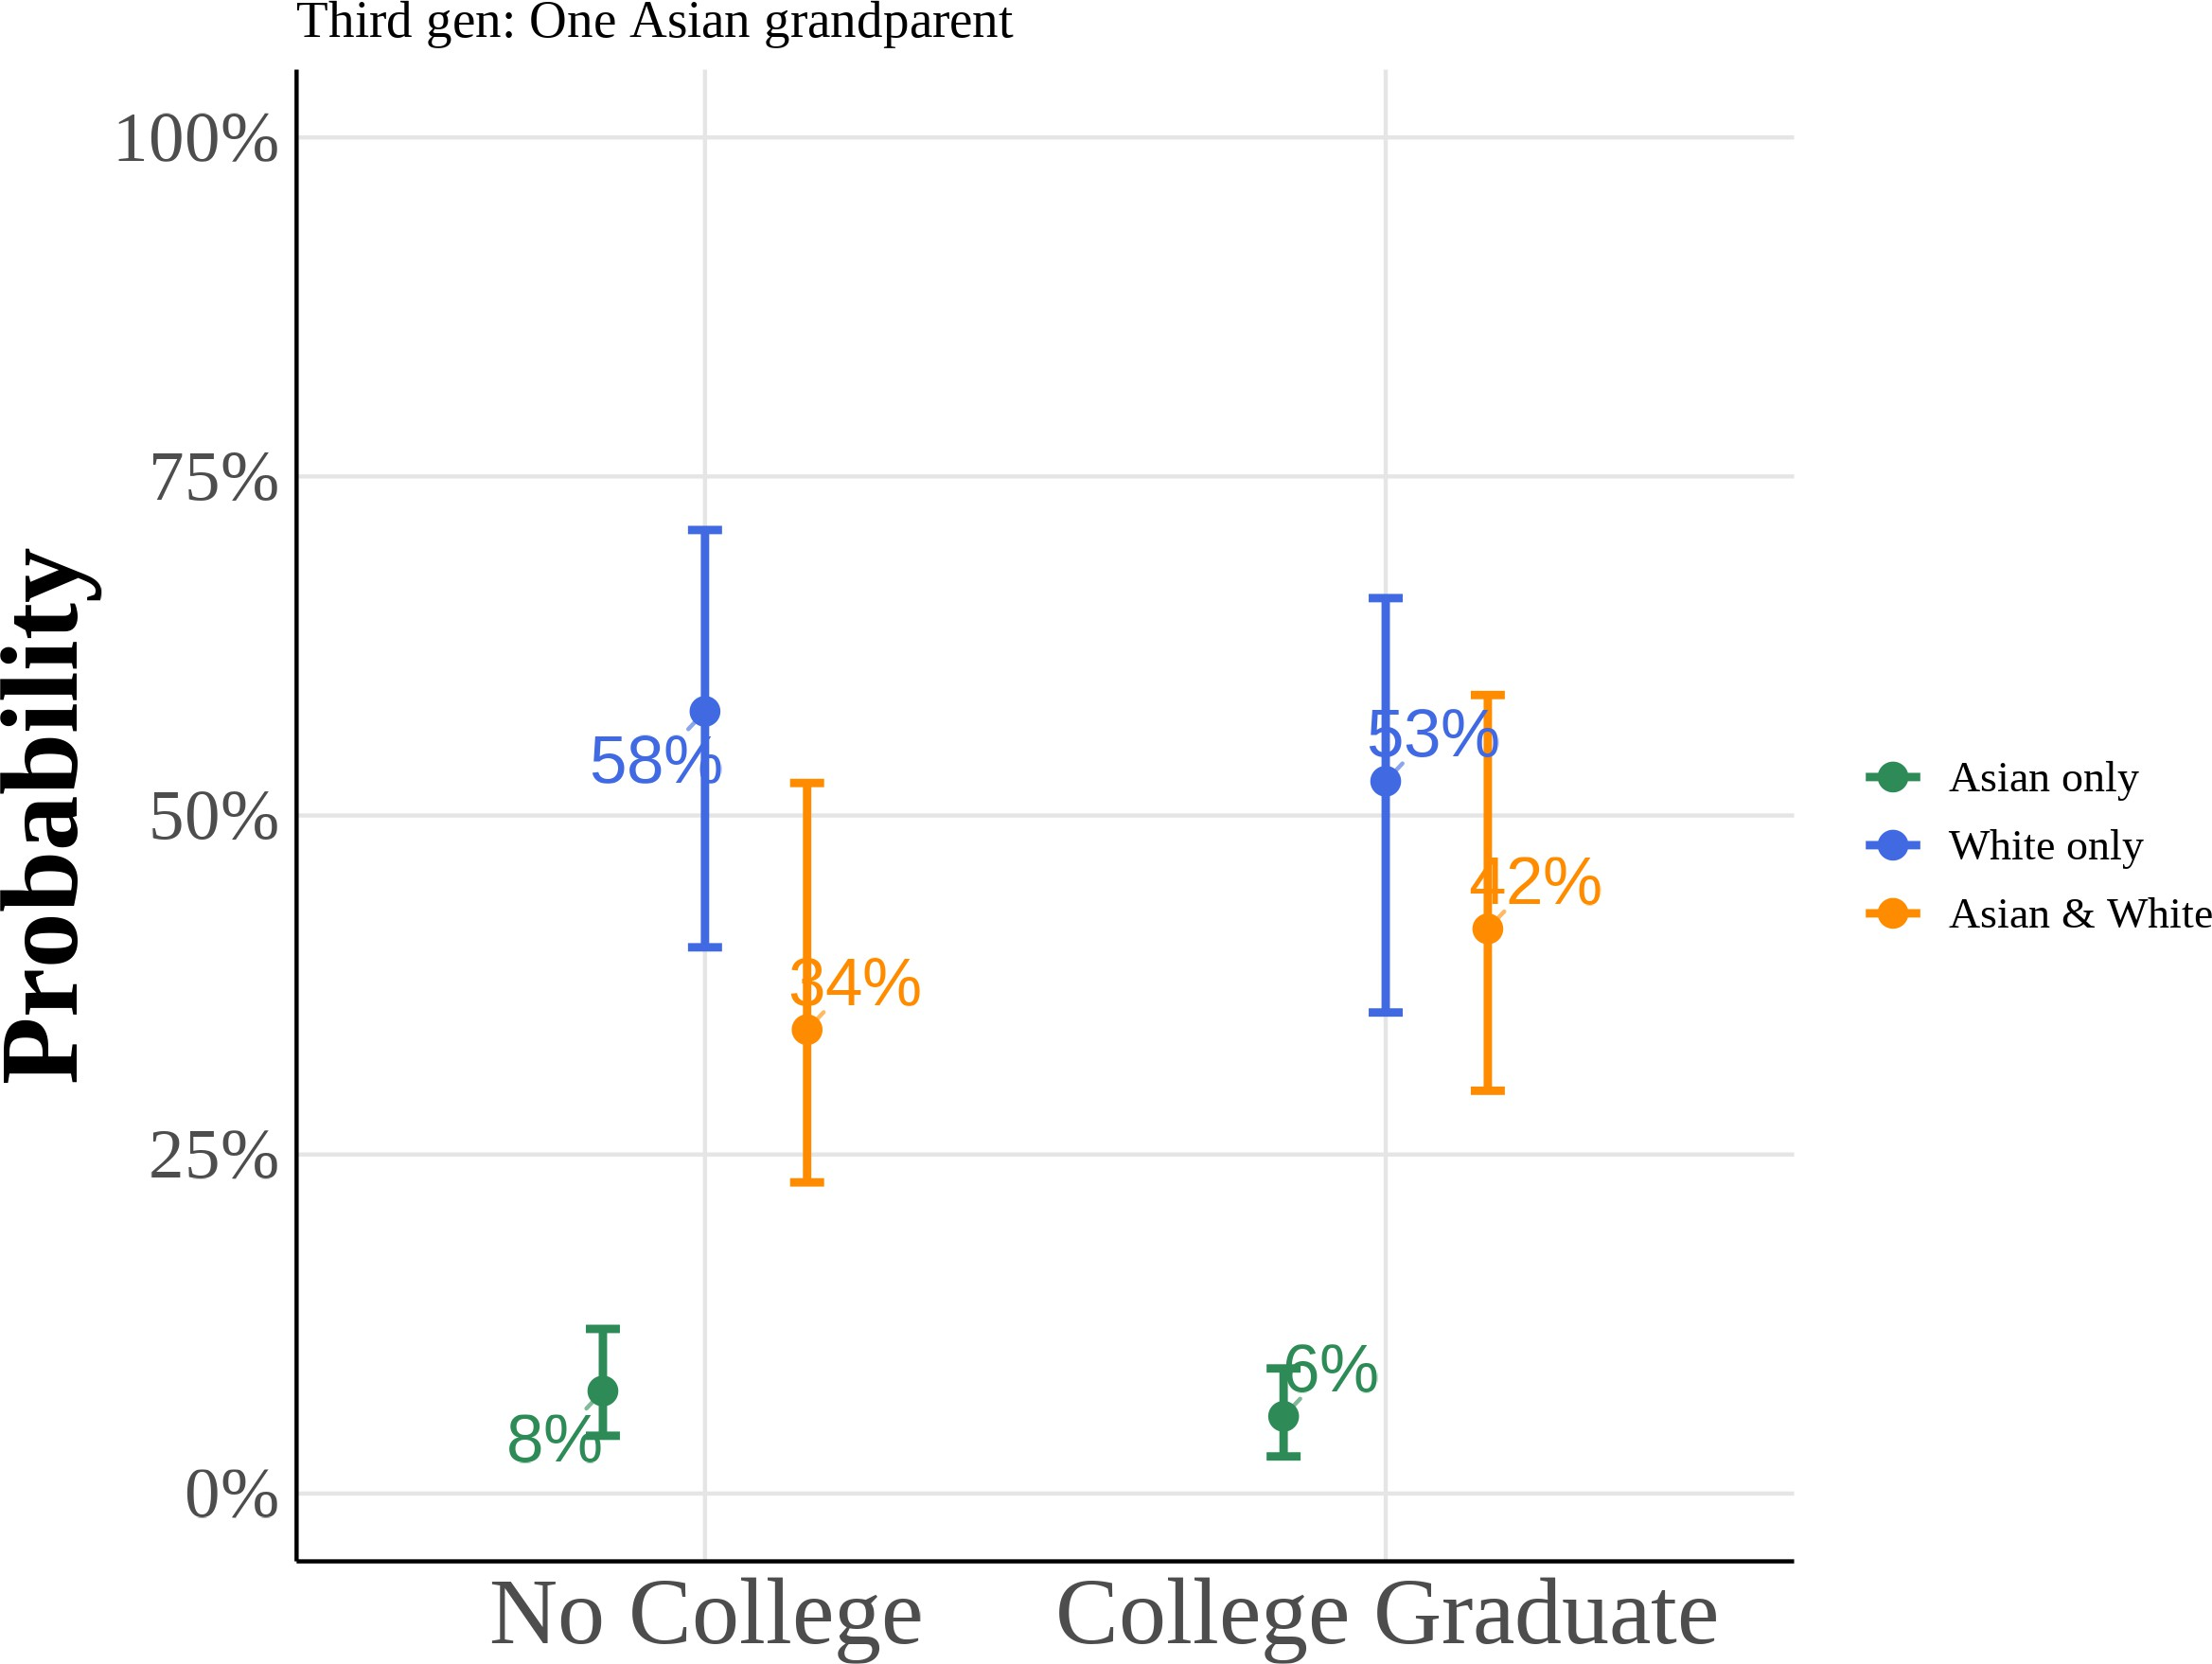 Third gen: One Asian grandparent
Probability
100%
75%
50%
25%
0%
58%
53%
42%
34%
6%
8%
No College
College Graduate
Asian only
White only
Asian & White